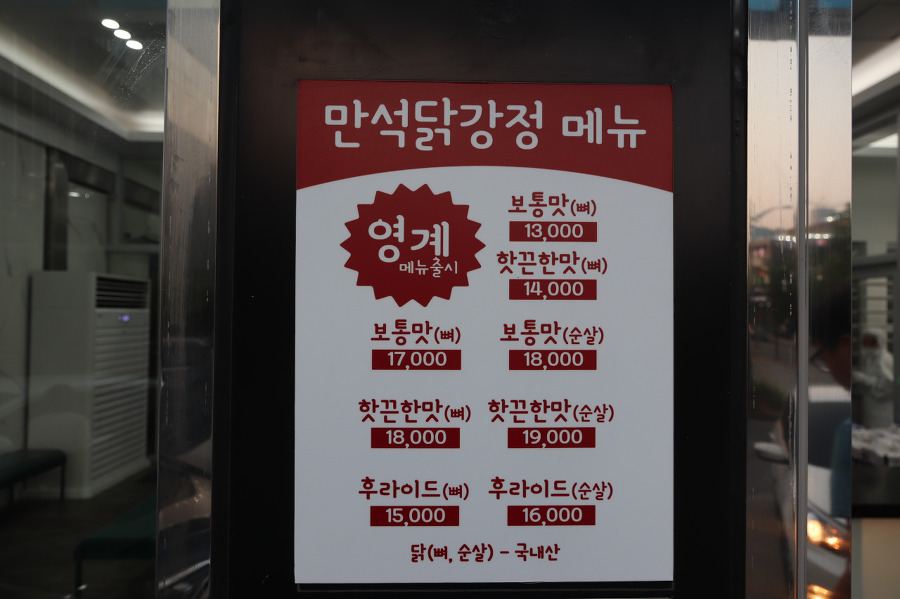 만석닭강정 메뉴
영계
메뉴출시
보통맛(뼈)
13,000
핫끈한맛(뼈)
14,000
보통맛(뼈)
17,000
보통맛(순살)
18,000
핫끈한맛(뼈)
18,000
핫끈한맛(순살)
19,000
후라이드(뼈)
15,000
후라이드(순살)
16,000
닭(뼈, 순살) - 국내산